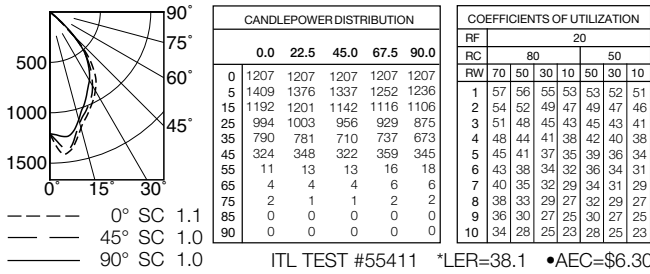 90°
75°
60°
45°
500
1000
1500
0° 15° 30°
0° SC 1.1
45° SC 1.0
90° SC 1.0
CANDLEPOWER DISTRIBUTION
0.0 22.5 45.0 67.5 90.0
0 1207 1207 1207 1207 1207
5 1409 1376 1337 1252 1236
15 1192 1201 1142 1116 1106
25 994 1003 956 929 875
35 790 781 710 737 673
45 324 348 322 359 345
55 11 13 13 16 18
65 4 4 4 6 6
75 2 1 1 2 2
85 0 0 0 0 0
90 0 0 0 0 0
COEFFICIENTS OF UTILIZATION
RF 20
RC 80 50
RW 70 50 30 10 50 30 10
1 57 56 55 53 53 52 51
2 54 52 49 47 49 47 46
3 51 48 45 43 45 43 41
4 48 44 41 38 42 40 38
5 45 41 37 35 39 36 34
6 43 38 34 32 36 34 31
7 40 35 32 29 34 31 29
8 38 33 29 27 32 29 27
9 36 30 27 25 30 27 25
10 34 28 25 23 28 25 23
ITL TEST #55411 *LER=38.1 •AEC=$6.30